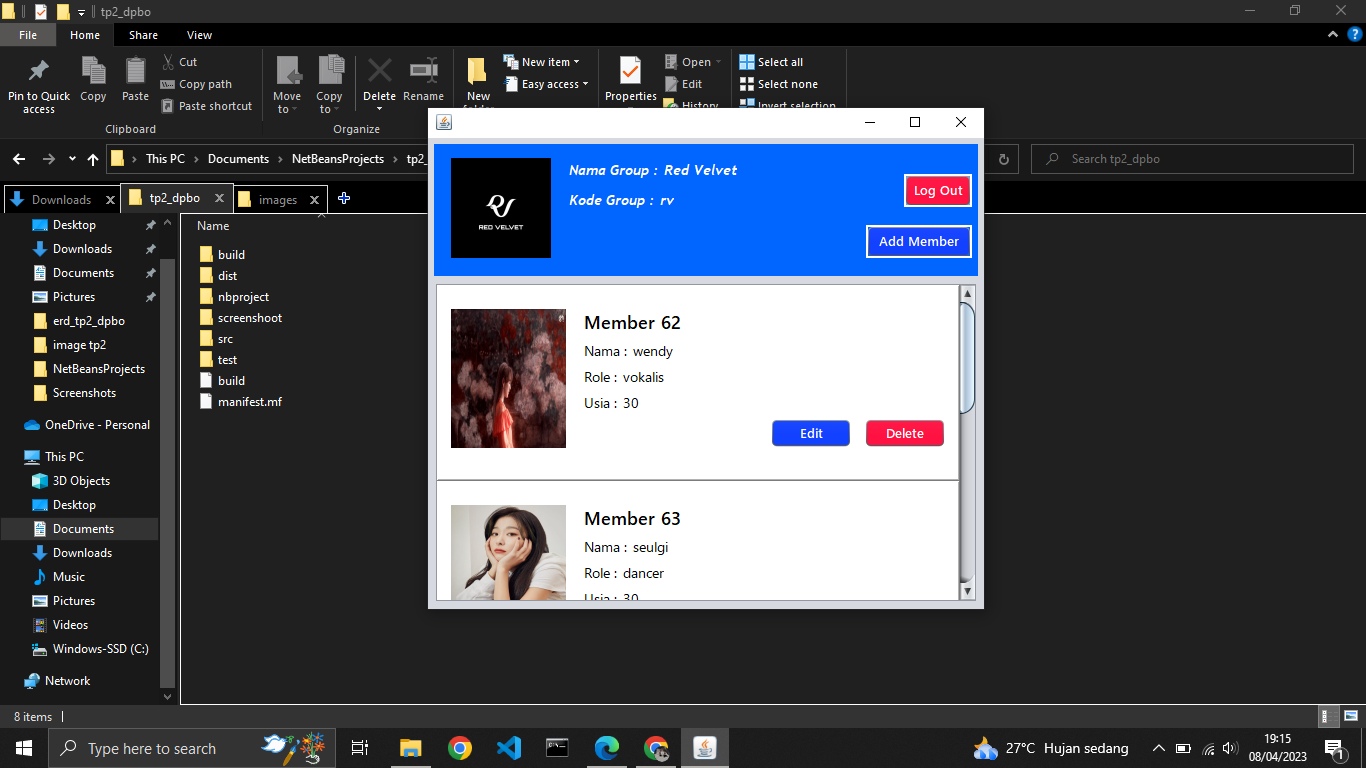 tp2_dpbo
File Home Share View
Pin to Quick access
Copy
Paste
Cut
Copy path
Paste shortcut
Clipboard
Move to
Copy to
Delete
Rename
Organize
New
New item
Easy access
Properties
Open
Edit
History
Select all
Select none
Invert selection
This PC Documents NetBeansProjects tp2_
Search tp2_dpbo
Downloads tp2_dpbo images
Desktop
Downloads
Documents
Pictures
erd_tp2_dpbo
image tp2
NetBeansProjects
Screenshots
OneDrive - Personal
This PC
3D Objects
Desktop
Documents
Downloads
Music
Pictures
Videos
Windows-SSD (C:)
Network
Name
build
dist
nbproject
screenshoot
src
test
build
manifest.mf
RED VELVET
Nama Group : Red Velvet
Kode Group : rv
Log Out
Add Member
Member 62
Nama : wendy
Role : vokalis
Usia : 30
Edit Delete
Member 63
Nama : seulgi
Role : dancer
Usia : 30
8 items
Type here to search
27°C Hujan sedang
19:15
08/04/2023
1